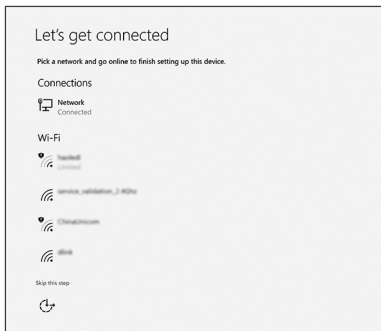 Let's get connected
Pick a network and go online to finish setting up this device.
Connections
Network
Connected
Wi-Fi
Limited
service_validation_2.4Ghz
ChinaUnicom
dlink
Skip this step